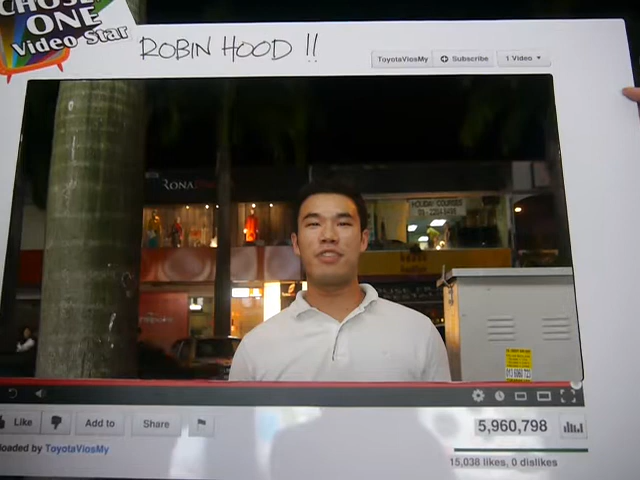 CHOSE
ONE
Video Star
ROBIN HOOD !!
ToyotaViosMy
Subscribe
1 Video
RONA
HOLIDAY COURSES
Like
Add to
Share
5,960,798
loaded by ToyotaViosMy
15,038 likes, 0 dislikes